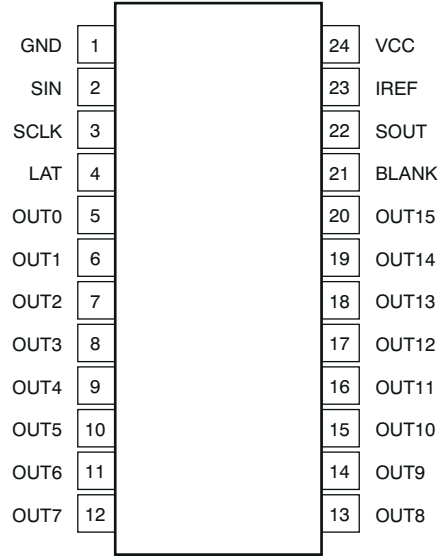 GND 1 24 VCC
SIN 2 23 IREF
SCLK 3 22 SOUT
LAT 4 21 BLANK
OUT0 5 20 OUT15
OUT1 6 19 OUT14
OUT2 7 18 OUT13
OUT3 8 17 OUT12
OUT4 9 16 OUT11
OUT5 10 15 OUT10
OUT6 11 14 OUT9
OUT7 12 13 OUT8